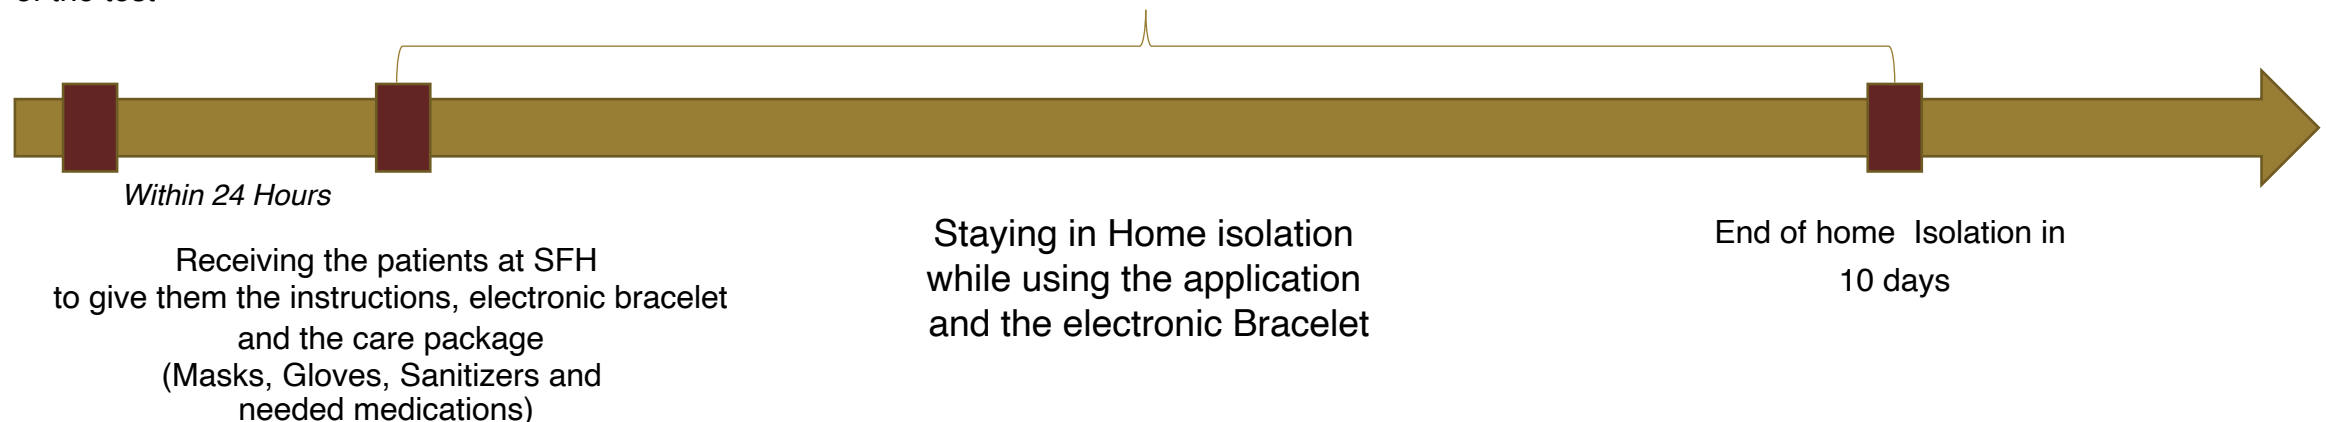 Within 24 Hours
Receiving the patients at SFH
to give them the instructions, electronic bracelet
and the care package
(Masks, Gloves, Sanitizers and
needed medications)
Staying in Home isolation
while using the application
and the electronic Bracelet
End of home  Isolation in
10 days